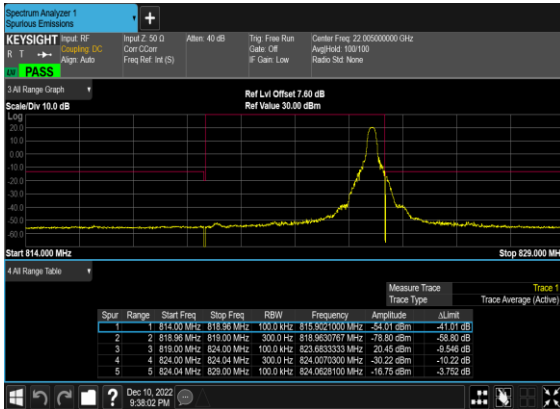 Spectrum Analyzer 1
Spurious Emissions
+
KEYSIGHT Input: RF Input Z: 50 Ω Atten: 40 dB Trig: Free Run Center Freq: 22.005000000 GHz
R T Coupling: DC Corr CCorr Gate: Off Avg|Hold: 100/100
Align: Auto Freq Ref: Int (S) IF Gain: Low Radio Std: None
PASS
3 All Range Graph Ref Lvl Offset 7.60 dB
Scale/Div 10.0 dB Ref Value 30.00 dBm
Log
20.0
10.0
0.00
-10.0
-20.0
-30.0
-40.0
-50.0
-60.0
Start 814.000 MHz Stop 829.000 MH
4 All Range Table
Measure Trace Trace 1
Trace Type Trace Average (Active)
Spur Range Start Freq Stop Freq RBW Frequency Amplitude ΔLimit
1 1 814.00 MHz 818.96 MHz 100.0 kHz 815.9021000 MHz -54.01 dBm -41.01 dB
2 2 818.96 MHz 819.00 MHz 300.0 Hz 818.9630767 MHz -78.80 dBm -58.80 dB
3 3 819.00 MHz 824.00 MHz 100.0 kHz 823.6833333 MHz 20.45 dBm -9.546 dB
4 4 824.00 MHz 824.04 MHz 300.0 Hz 824.0070300 MHz -30.22 dBm -10.22 dB
5 5 824.04 MHz 829.00 MHz 100.0 kHz 824.0628100 MHz -16.75 dBm -3.752 dB
? Dec 10, 2022
9:38:02 PM